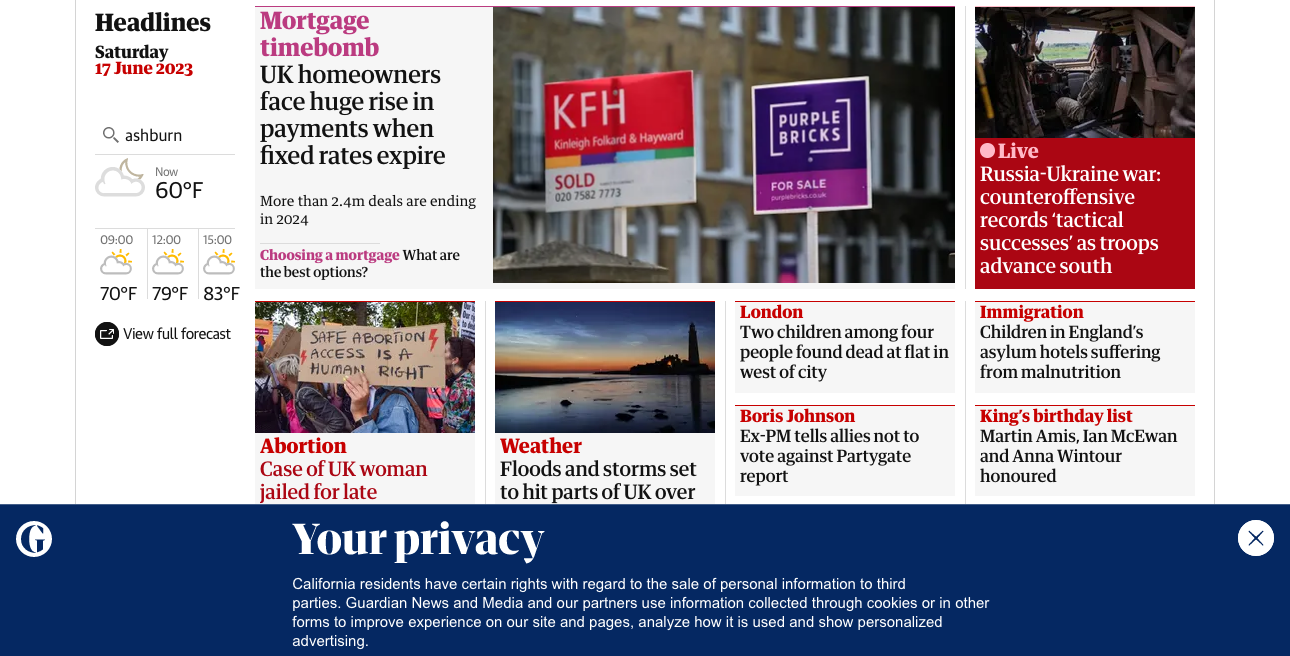 Headlines
Saturday
17 June 2023
ashburn
Now
60°F
09:00
12:00
15:00
70°F
79°F
83°F
View full forecast
Mortgage
timebomb
UK homeowners
face huge rise in
payments when
fixed rates expire
More than 2.4m deals are ending
in 2024
Choosing a mortgage What are
the best options?
KFH
Kinleigh Folkard & Hayward
SOLD
020 7582 7773
PURPLE
BRICKS
FOR SALE
purplebricks.co.uk
Live
Russia-Ukraine war:
counteroffensive
records ‘tactical
successes’ as troops
advance south
SAFE ABORTION
ACCESS IS A
HUMAN RIGHT
Abortion
Case of UK woman
jailed for late
Weather
Floods and storms set
to hit parts of UK over
London
Two children among four
people found dead at flat in
west of city
Boris Johnson
Ex-PM tells allies not to
vote against Partygate
report
Immigration
Children in England’s
asylum hotels suffering
from malnutrition
King’s birthday list
Martin Amis, Ian McEwan
and Anna Wintour
honoured
G
Your privacy
California residents have certain rights with regard to the sale of personal information to third
parties. Guardian News and Media and our partners use information collected through cookies or in other
forms to improve experience on our site and pages, analyze how it is used and show personalized
advertising.